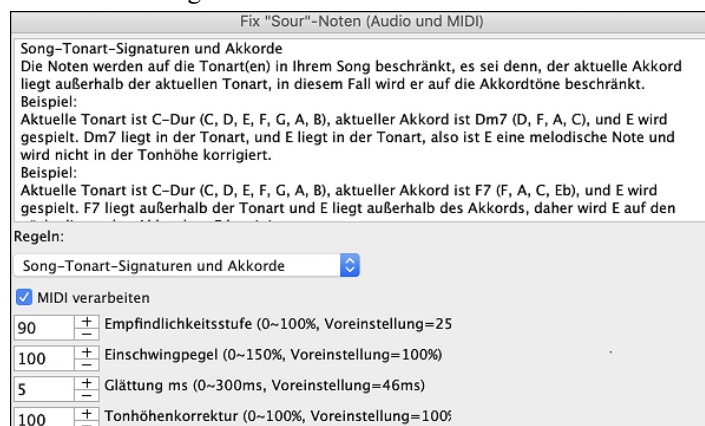 Fix "Sour"-Noten (Audio und MIDI)
Song-Tonart-Signaturen und Akkorde
Die Noten werden auf die Tonart(en) in Ihrem Song beschränkt, es sei denn, der aktuelle Akkord
liegt außerhalb der aktuellen Tonart, in diesem Fall wird er auf die Akkordtöne beschränkt.
Beispiel:
Aktuelle Tonart ist C-Dur (C, D, E, F, G, A, B), aktueller Akkord ist Dm7 (D, F, A, C), und E wird
gespielt. Dm7 liegt in der Tonart, und E liegt in der Tonart, also ist E eine melodische Note und
wird nicht in der Tonhöhe korrigiert.
Beispiel:
Aktuelle Tonart ist C-Dur (C, D, E, F, G, A, B), aktueller Akkord ist F7 (F, A, C, Eb), und E wird
gespielt. F7 liegt außerhalb der Tonart und E liegt außerhalb des Akkords, daher wird E auf den
Regeln:
Song-Tonart-Signaturen und Akkorde
MIDI verarbeiten
90 + − Empfindlichkeitsstufe (0~100%, Voreinstellung=25
100 + − Einschwingpegel (0~150%, Voreinstellung=100%)
5 + − Glättung ms (0~300ms, Voreinstellung=46ms)
100 + Tonhöhenkorrektur (0~100%, Voreinstellung=100%